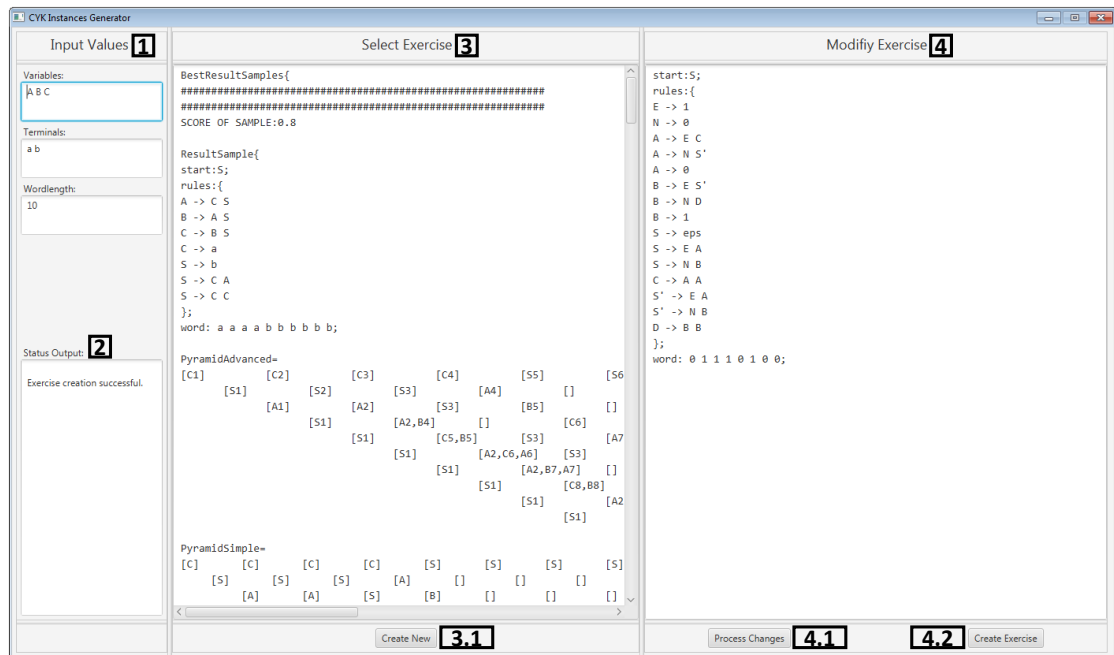 CYK Instances Generator
Input Values 1
Variables:
A B C
Terminals:
a b
Wordlength:
10
Status Output: 2
Exercise creation successful.
Select Exercise 3
BestResultSamples{
############################################################
############################################################
SCORE OF SAMPLE:0.8
ResultSample{
start:S;
rules:{
A -> C S
B -> A S
C -> B S
C -> a
S -> b
S -> C A
S -> C C
};
word: a a a a b b b b b b;
PyramidAdvanced=
[C1] [C2] [C3] [C4] [S5] [S6
[S1] [S2] [S3] [A4] []
[A1] [A2] [S3] [B5] []
[S1] [A2,B4] [] [C6]
[S1] [C5,B5] [S3] [A7
[S1] [A2,C6,A6] [S3]
[S1] [A2,B7,A7] []
[S1] [C8,B8]
[S1] [A2
[S1]
PyramidSimple=
[C] [C] [C] [C] [S] [S] [S] [S]
[S] [S] [S] [A] [] [] []
[A] [A] [S] [B] [] [] []
Create New 3.1
Modifiy Exercise 4
start:S;
rules:{
E -> 1
N -> 0
A -> E C
A -> N S'
A -> 0
B -> E S'
B -> N D
B -> 1
S -> eps
S -> E A
S -> N B
C -> A A
S' -> E A
S' -> N B
D -> B B
};
word: 0 1 1 1 0 1 0 0;
Process Changes 4.1 4.2 Create Exercise